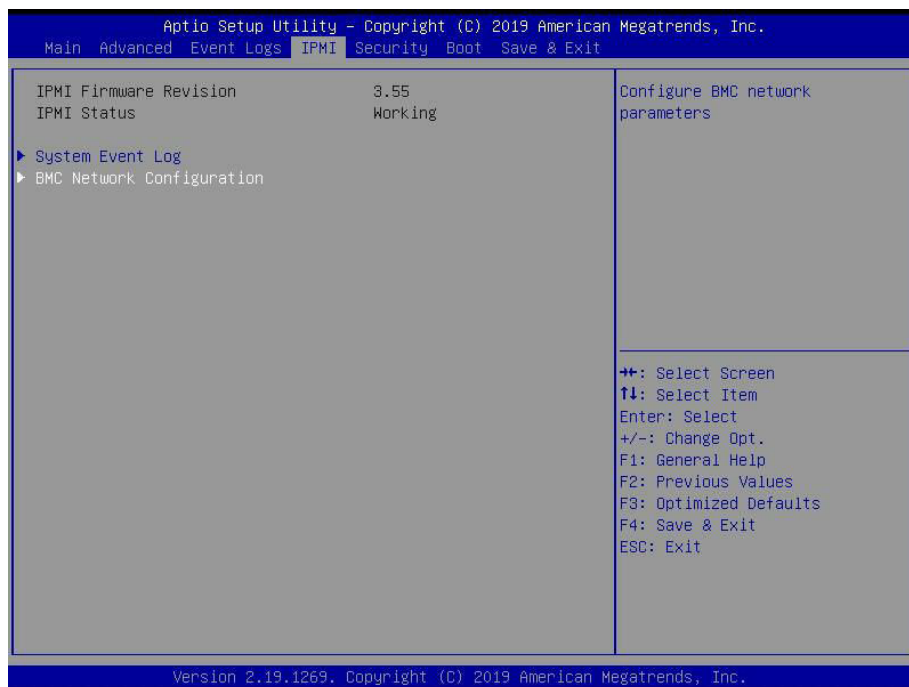 Aptio Setup Utility – Copyright (C) 2019 American Megatrends, Inc.
Main Advanced Event Logs IPMI Security Boot Save & Exit
IPMI Firmware Revision 3.55
IPMI Status Working
System Event Log
BMC Network Configuration
Configure BMC network
parameters
→←: Select Screen
↑↓: Select Item
Enter: Select
+/-: Change Opt.
F1: General Help
F2: Previous Values
F3: Optimized Defaults
F4: Save & Exit
ESC: Exit
Version 2.19.1269. Copyright (C) 2019 American Megatrends, Inc.